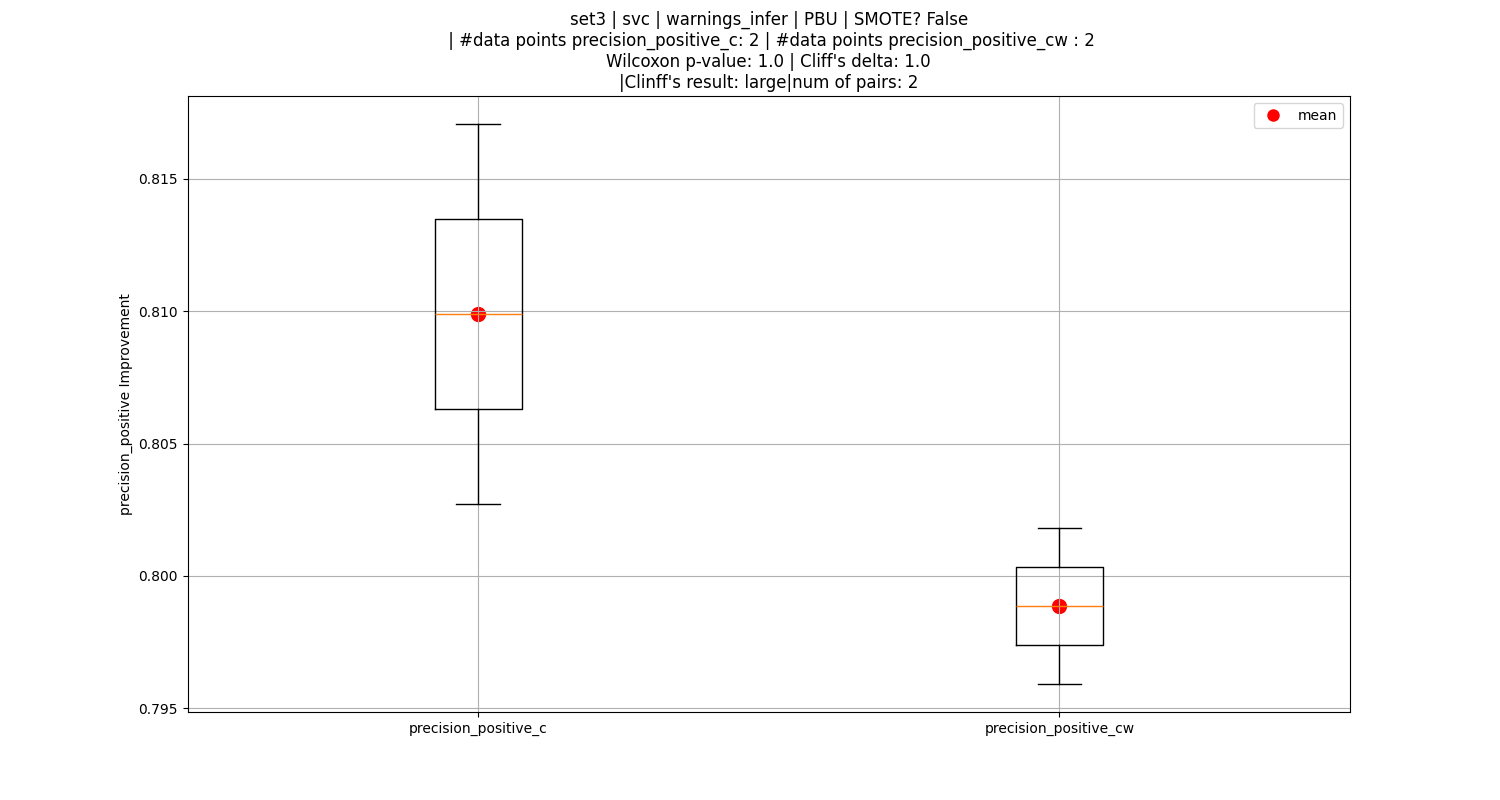 set3 | svc | warnings_infer | PBU | SMOTE? False
| #data points precision_positive_c: 2 | #data points precision_positive_cw : 2
Wilcoxon p-value: 1.0 | Cliff's delta: 1.0
|Clinff's result: large|num of pairs: 2
mean
precision_positive Improvement
0.815
0.810
0.805
0.800
0.795
precision_positive_c
precision_positive_cw